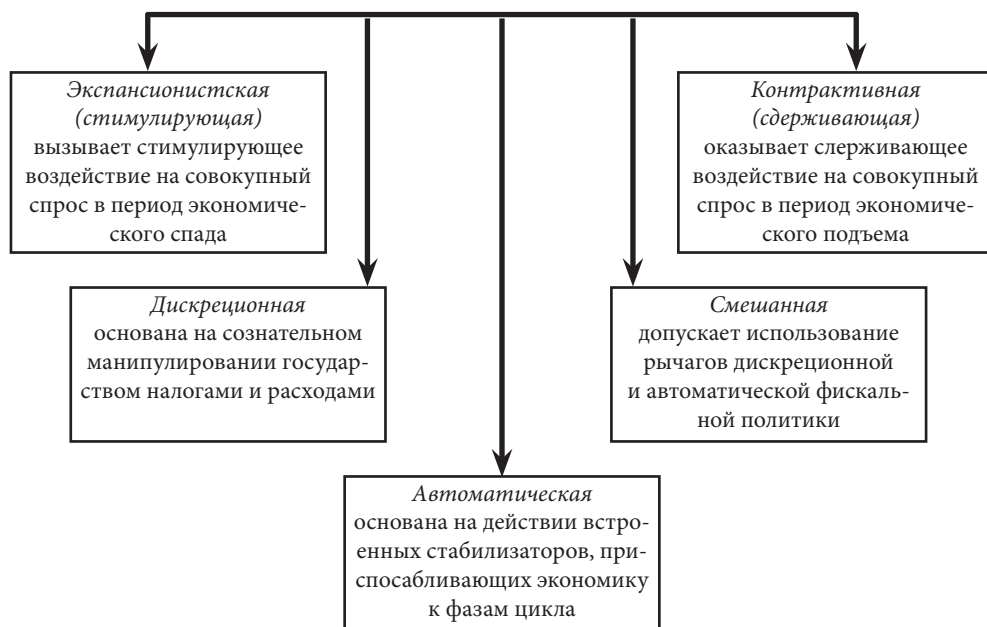 Экспансионистская
(стимулирующая)
вызывает стимулирующее
воздействие на совокупный
спрос в период экономиче-
ского спада
Контрактивная
(сдерживающая)
оказывает слерживающее
воздействие на совокупный
спрос в период экономиче-
ского подъема
Дискреционная
основана на сознательном
манипулировании государ-
ством налогами и расходами
Смешанная
допускает использование
рычагов дискреционной
и автоматической фискаль-
ной политики
Автоматическая
основана на действии встро-
енных стабилизаторов, при-
спосабливающих экономику
к фазам цикла